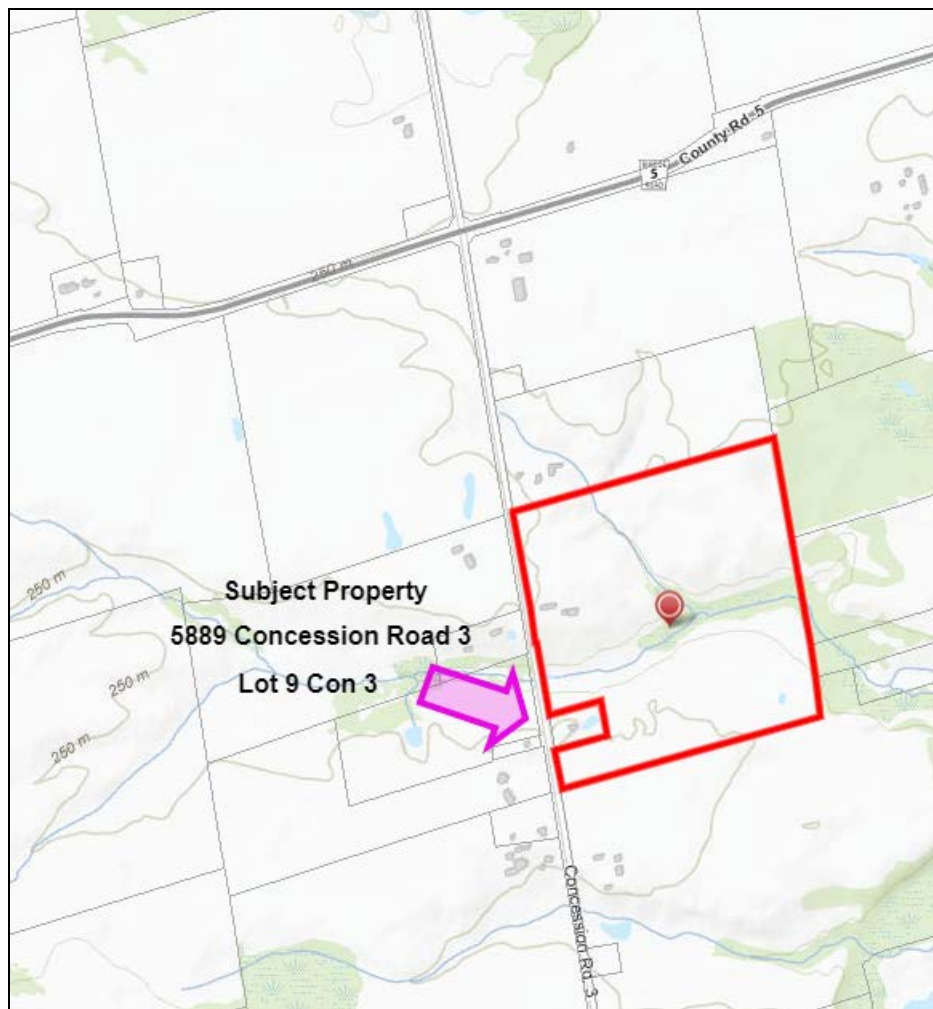 County Rd 5
5
ROAD
250 m
Subject Property
5889 Concession Road 3
Lot 9 Con 3
250 m
250 m
250 m
Concession Rd 3